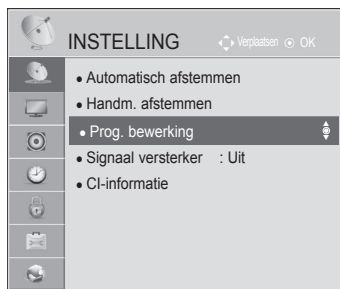 INSTELLING Verplaatsen OK
• Automatisch afstemmen
• Handm. afstemmen
• Prog. bewerking
• Signaal versterker : Uit
• CI-informatie